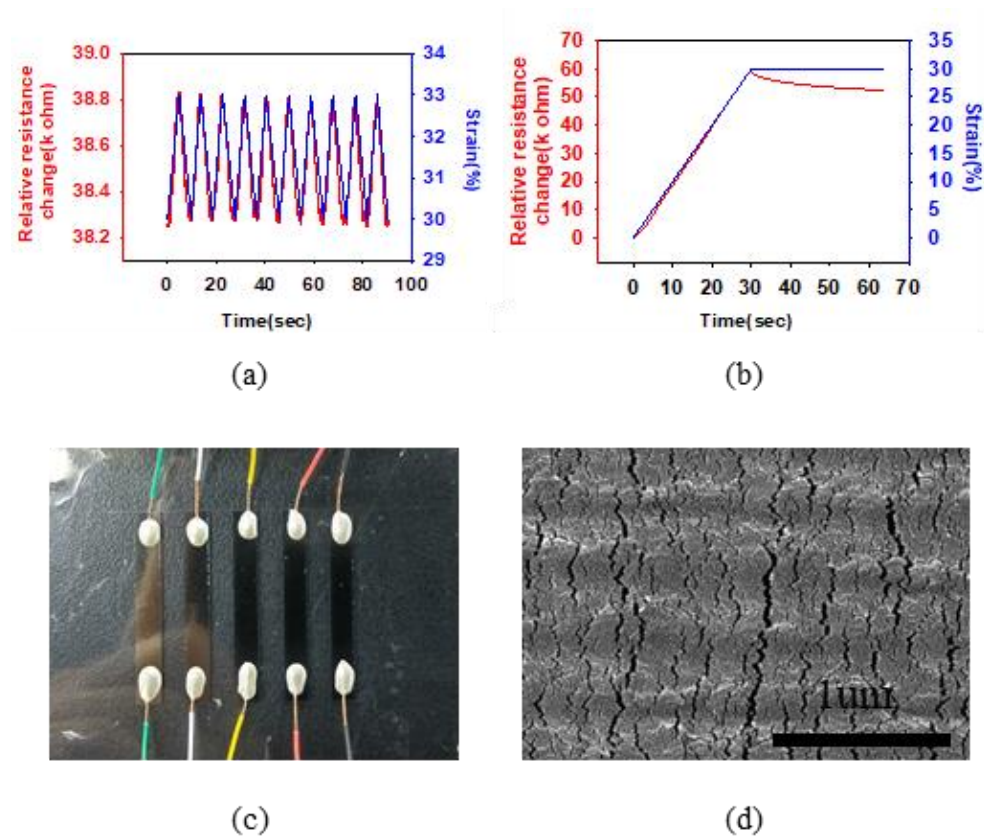 39.0
38.8
38.6
38.4
38.2
Relative resistance
change(k ohm)
34
33
32
31
30
29
Strain(%)
0 20 40 60 80 100
Time(sec)
(a)
70
60
50
40
30
20
10
0
Relative resistance
change(k ohm)
35
30
25
20
15
10
5
0
Strain(%)
0 10 20 30 40 50 60 70
Time(sec)
(b)
(c)
1um
(d)